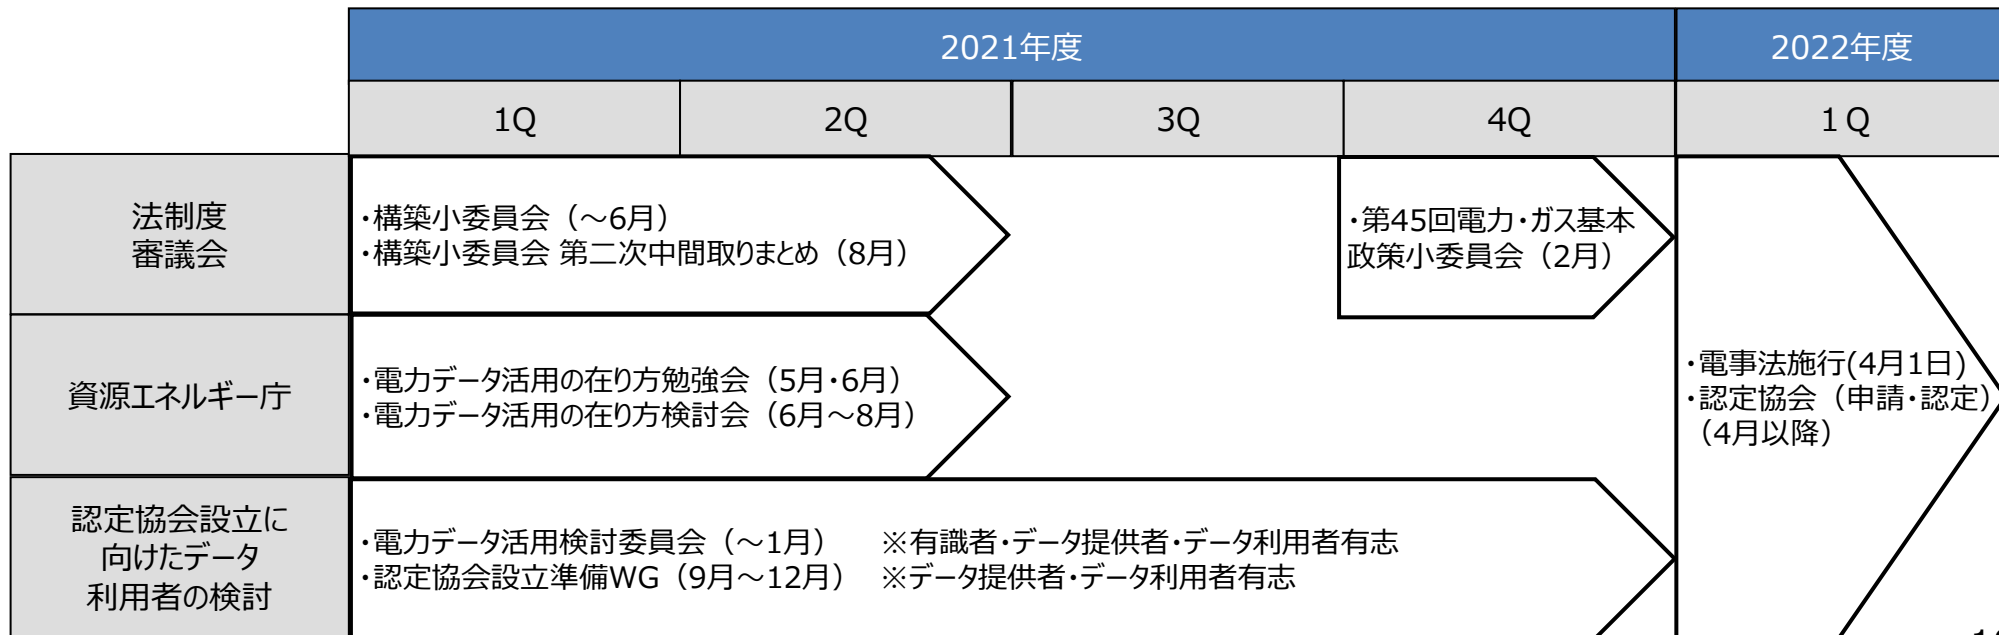 2021年度
2022年度
1Q
2Q
3Q
4Q
１Q
法制度
審議会
・構築小委員会（～6月）
・構築小委員会 第二次中間取りまとめ（8月）
・第45回電力・ガス基本
政策小委員会（2月）
資源エネルギー庁
・電力データ活用の在り方勉強会（5月・6月）
・電力データ活用の在り方検討会（6月～8月）
・電事法施行(4月1日)
・認定協会（申請・認定）
（4月以降）
認定協会設立に
向けたデータ
利用者の検討
・電力データ活用検討委員会（～1月）　※有識者・データ提供者・データ利用者有志
・認定協会設立準備WG（9月～12月）　※データ提供者・データ利用者有志